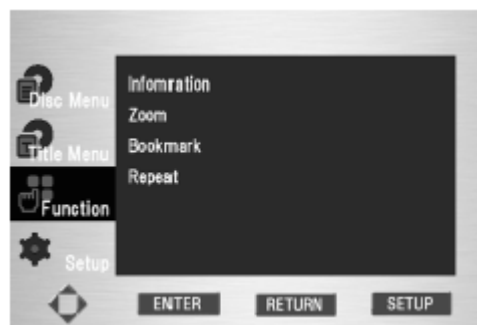 Disc Menu
Title Menu
Function
Setup
Infomration
Zoom
Bookmark
Repeat
ENTER RETURN SETUP